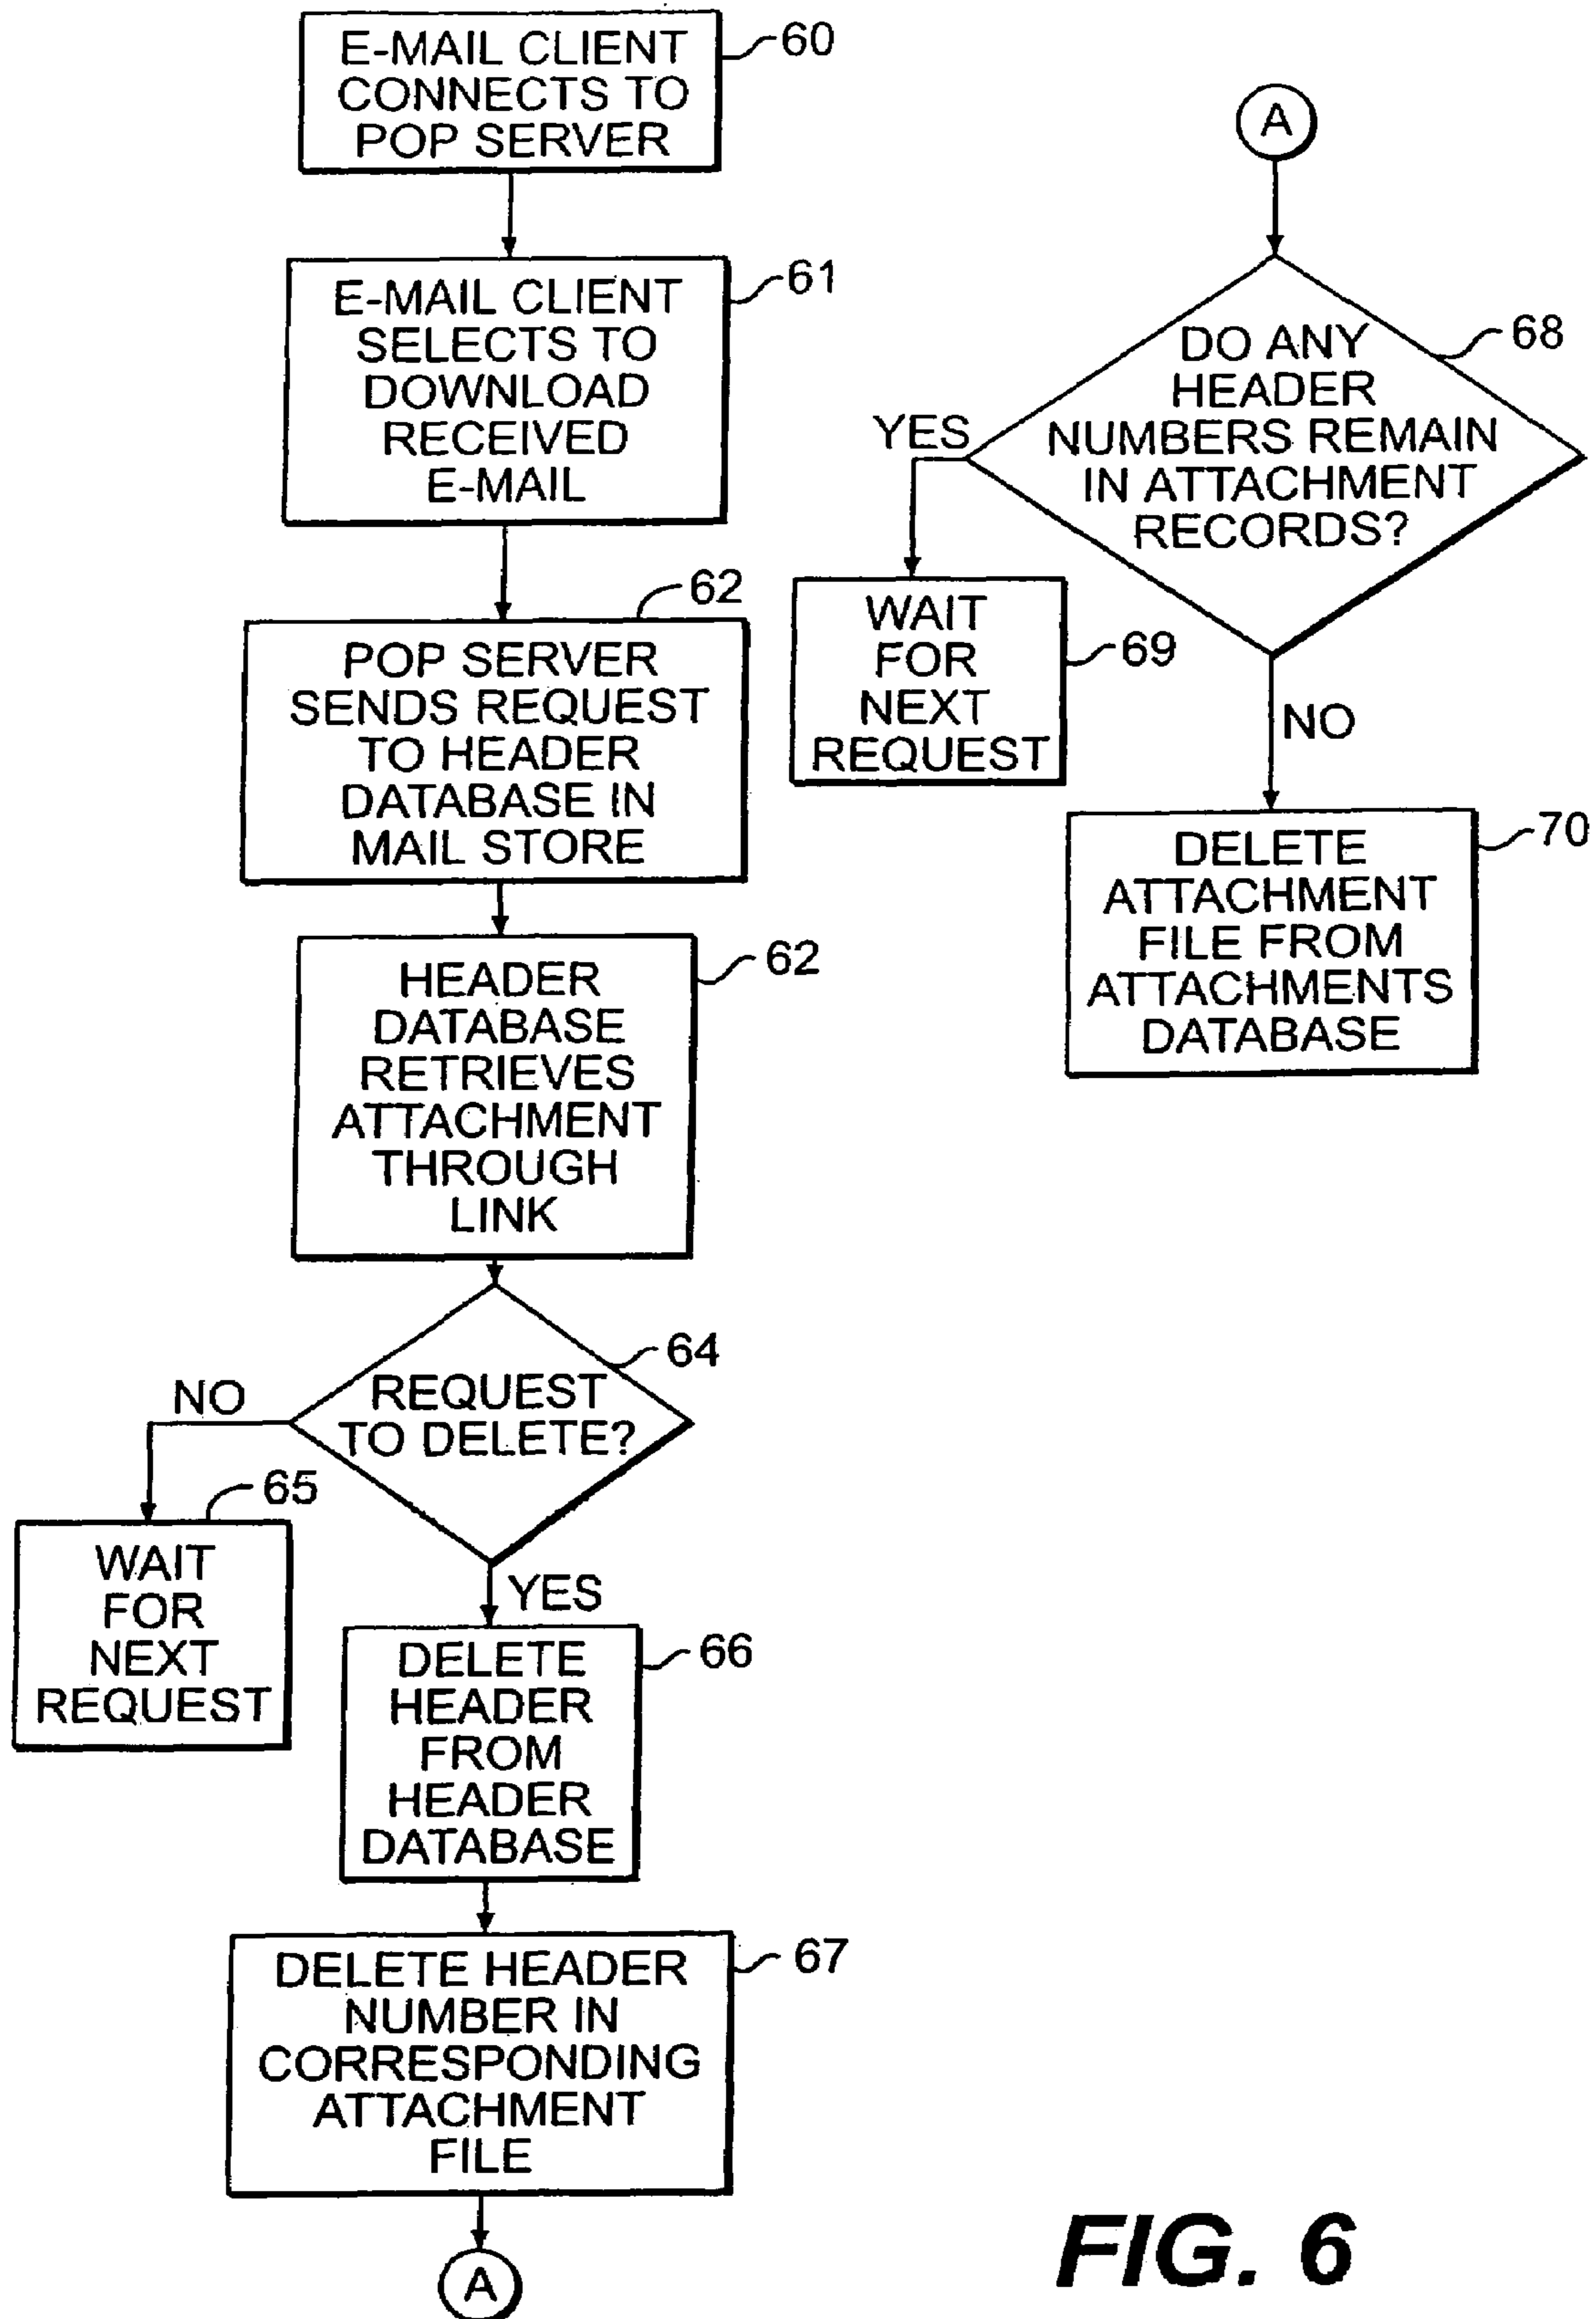 E-MAIL CLIENT
CONNECTS TO
POP SERVER
60
E-MAIL CLIENT
SELECTS TO
DOWNLOAD
RECEIVED
E-MAIL
61
POP SERVER
SENDS REQUEST
TO HEADER
DATABASE IN
MAIL STORE
62
HEADER
DATABASE
RETRIEVES
ATTACHMENT
THROUGH
LINK
62
REQUEST
TO DELETE?
64
NO
WAIT
FOR
NEXT
REQUEST
65
YES
DELETE
HEADER
FROM
HEADER
DATABASE
66
DELETE HEADER
NUMBER IN
CORRESPONDING
ATTACHMENT
FILE
67
A
A
DO ANY
HEADER
NUMBERS REMAIN
IN ATTACHMENT
RECORDS?
68
YES
WAIT
FOR
NEXT
REQUEST
69
NO
DELETE
ATTACHMENT
FILE FROM
ATTACHMENTS
DATABASE
70
FIG. 6